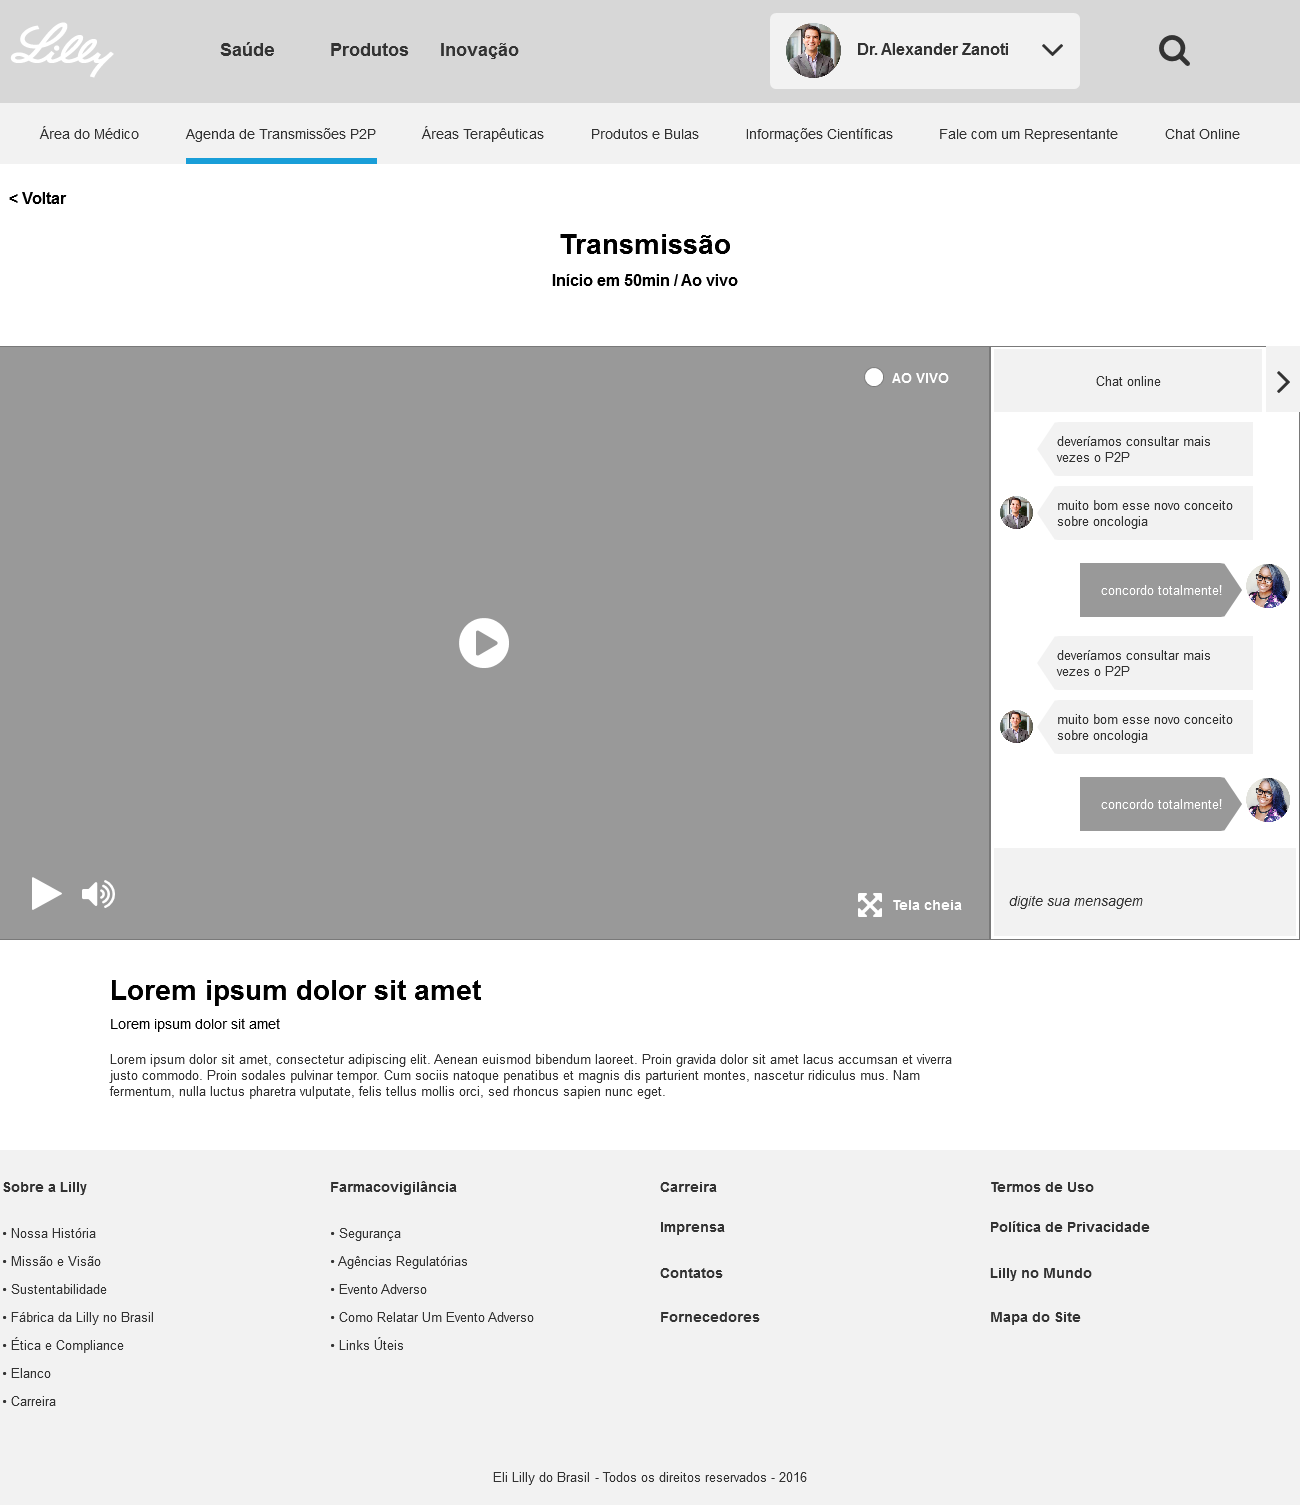 Lilly
Saúde
Produtos
Inovação
Dr. Alexander Zanoti
Área do Médico
Agenda de Transmissões P2P
Áreas Terapêuticas
Produtos e Bulas
Informações Científicas
Fale com um Representante
Chat Online
< Voltar
Transmissão
Início em 50min / Ao vivo
AO VIVO
Chat online
deveríamos consultar mais
vezes o P2P
muito bom esse novo conceito
sobre oncologia
concordo totalmente!
deveríamos consultar mais
vezes o P2P
muito bom esse novo conceito
sobre oncologia
concordo totalmente!
Tela cheia
digite sua mensagem
Lorem ipsum dolor sit amet
Lorem ipsum dolor sit amet
Lorem ipsum dolor sit amet, consectetur adipiscing elit. Aenean euismod bibendum laoreet. Proin gravida dolor sit amet lacus accumsan et viverra
justo commodo. Proin sodales pulvinar tempor. Cum sociis natoque penatibus et magnis dis parturient montes, nascetur ridiculus mus. Nam
fermentum, nulla luctus pharetra vulputate, felis tellus mollis orci, sed rhoncus sapien nunc eget.
Sobre a Lilly
• Nossa História
• Missão e Visão
• Sustentabilidade
• Fábrica da Lilly no Brasil
• Ética e Compliance
• Elanco
• Carreira
Farmacovigilância
• Segurança
• Agências Regulatórias
• Evento Adverso
• Como Relatar Um Evento Adverso
• Links Úteis
Carreira
Imprensa
Contatos
Fornecedores
Termos de Uso
Política de Privacidade
Lilly no Mundo
Mapa do Site
Eli Lilly do Brasil - Todos os direitos reservados - 2016